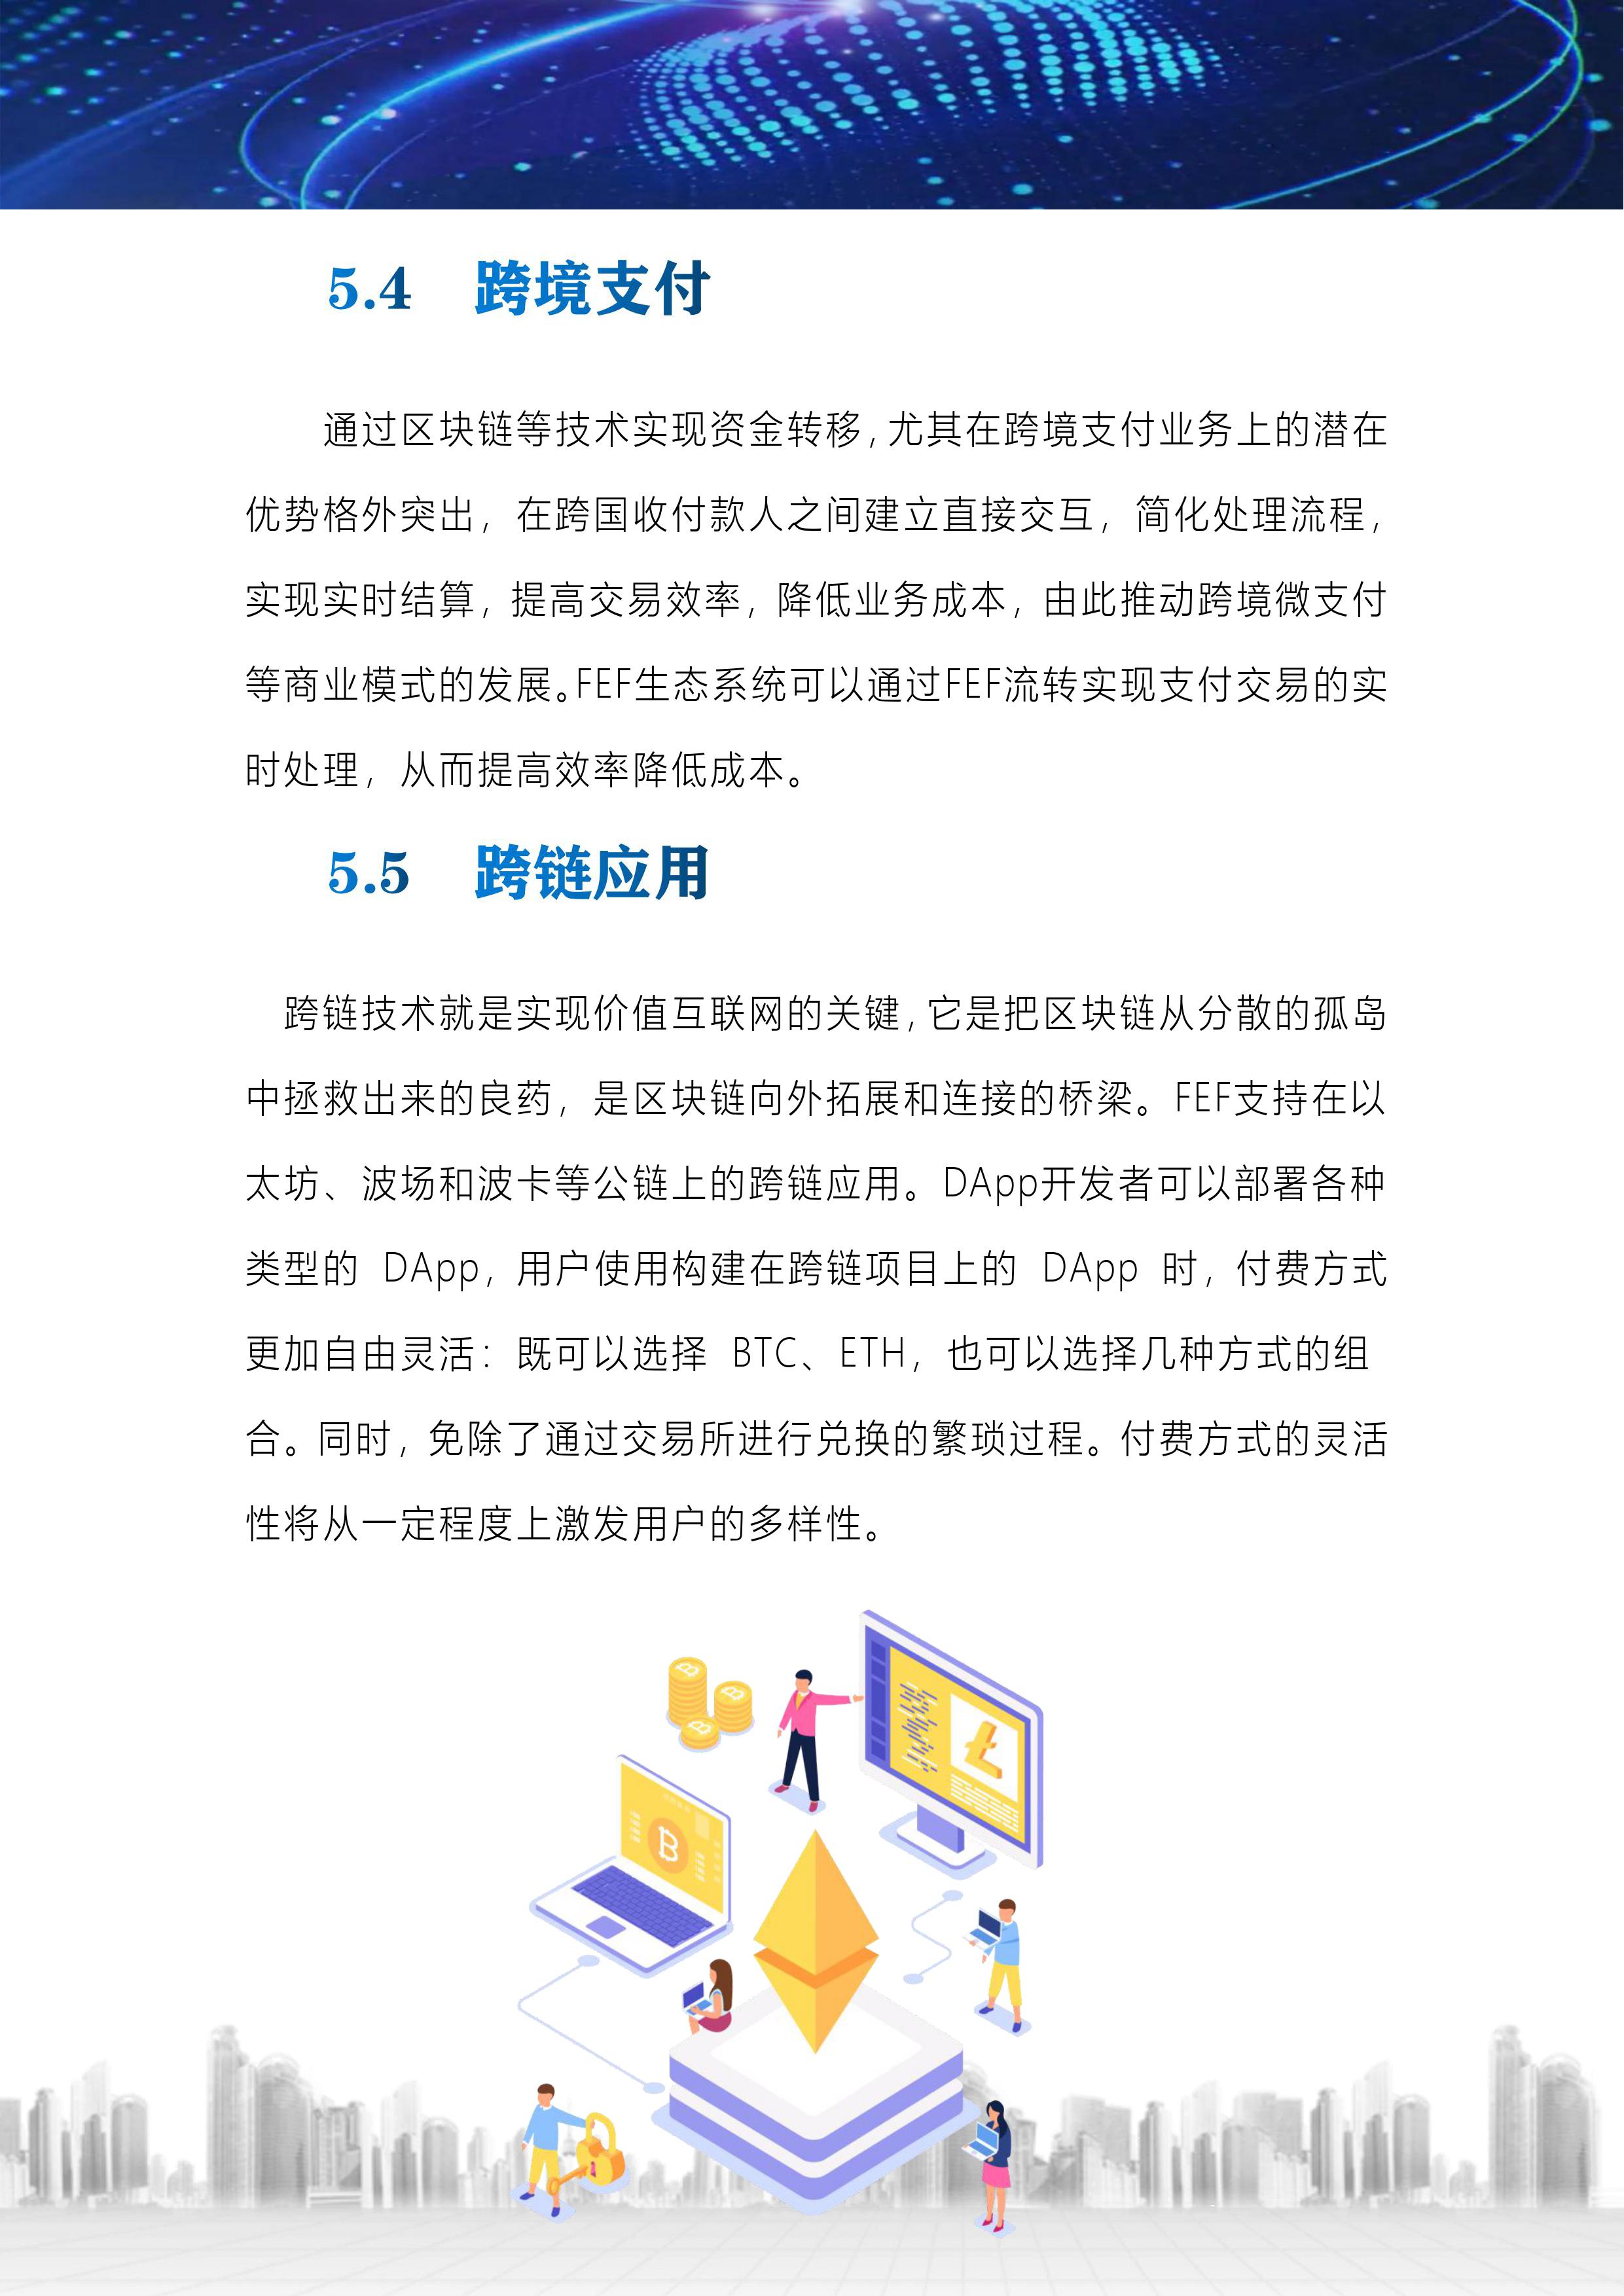 5.4 跨境支付
通过区块链等技术实现资金转移，尤其在跨境支付业务上的潜在
优势格外突出，在跨国收付款人之间建立直接交互，简化处理流程，
实现实时结算，提高交易效率，降低业务成本，由此推动跨境微支付
等商业模式的发展。FEF生态系统可以通过FEF流转实现支付交易的实
时处理，从而提高效率降低成本。
5.5 跨链应用
跨链技术就是实现价值互联网的关键，它是把区块链从分散的孤岛
中拯救出来的良药，是区块链向外拓展和连接的桥梁。FEF支持在以
太坊、波场和波卡等公链上的跨链应用。DApp开发者可以部署各种
类型的 DApp，用户使用构建在跨链项目上的 DApp 时，付费方式
更加自由灵活：既可以选择 BTC、ETH，也可以选择几种方式的组
合。同时，免除了通过交易所进行兑换的繁琐过程。付费方式的灵活
性将从一定程度上激发用户的多样性。